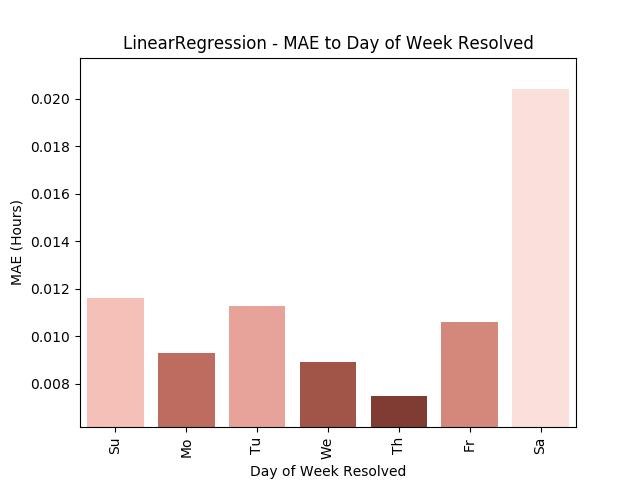 LinearRegression - MAE to Day of Week Resolved
0.020
0.018
0.016
0.014
0.012
0.010
0.008
MAE (Hours)
Su
Mo
Tu
We
Th
Fr
Sa
Day of Week Resolved